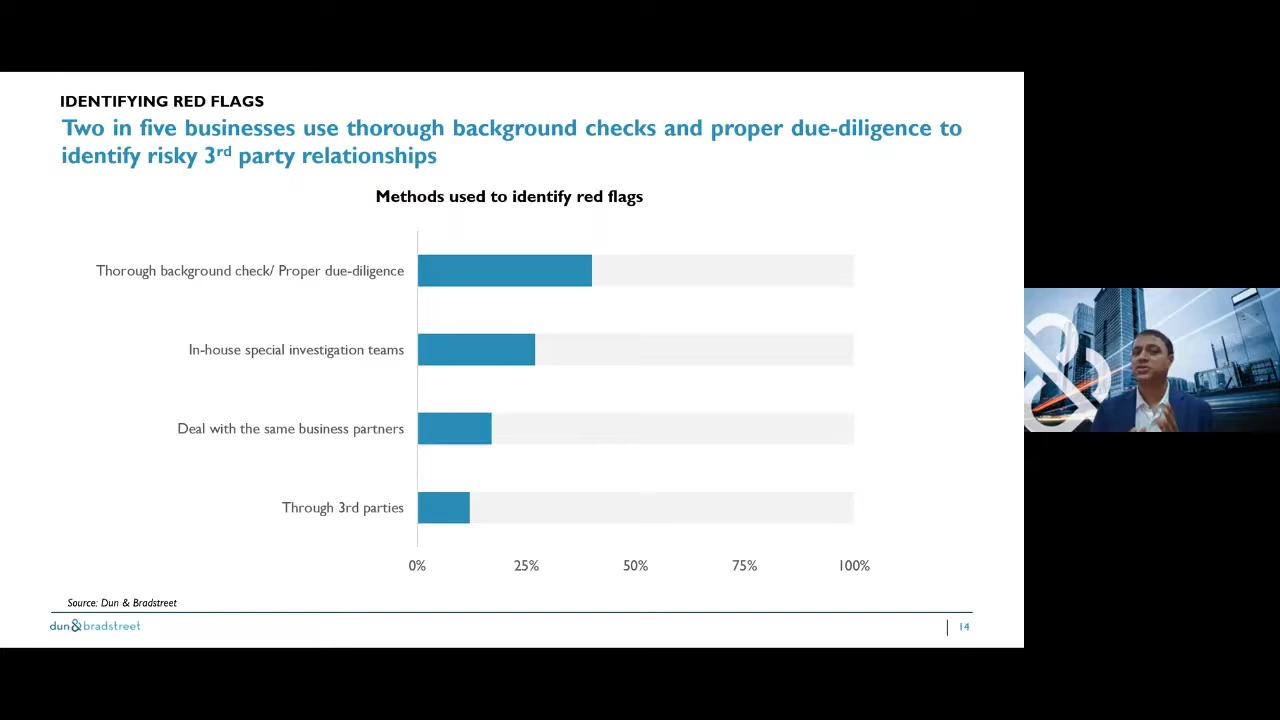 IDENTIFYING RED FLAGS
Two in five businesses use thorough background checks and proper due-diligence to
identify risky 3rd party relationships
Methods used to identify red flags
Thorough background check/ Proper due-diligence
In-house special investigation teams
Deal with the same business partners
Through 3rd parties
0% 25% 50% 75% 100%
Source: Dun & Bradstreet
dun&bradstreet
14